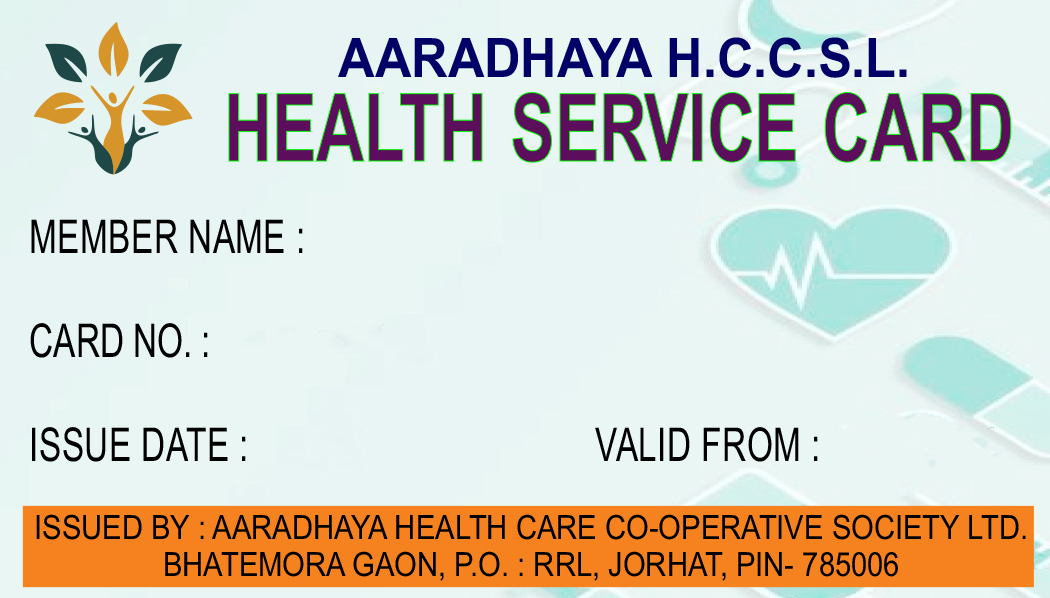 AARADHAYA H.C.C.S.L.
HEALTH SERVICE CARD
MEMBER NAME :
CARD NO. :
ISSUE DATE :
VALID FROM :
ISSUED BY : AARADHAYA HEALTH CARE CO-OPERATIVE SOCIETY LTD.
BHATEMORA GAON, P.O. : RRL, JORHAT, PIN- 785006